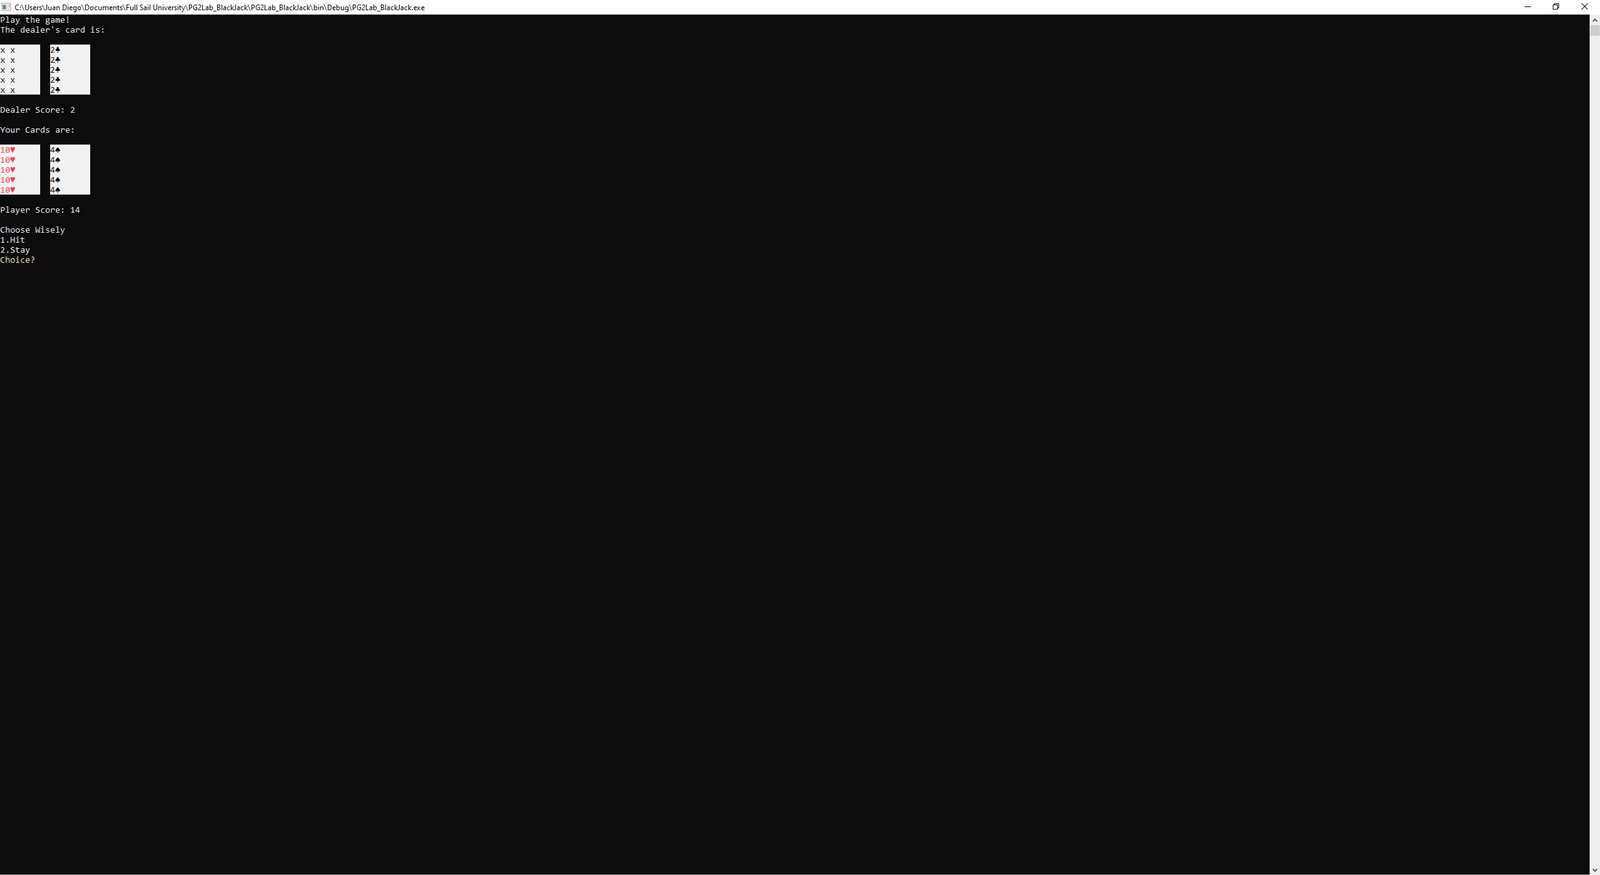 C:\Users\Juan Diego\Documents\Full Sail University\PG2Lab_BlackJack\PG2Lab_BlackJack\bin\Debug\PG2Lab_BlackJack.exe
Play the game!
The dealer's card is:
x x 2♣
x x 2♣
x x 2♣
x x 2♣
x x 2♣
Dealer Score: 2
Your Cards are:
10♥ 4♠
10♥ 4♠
10♥ 4♠
10♥ 4♠
10♥ 4♠
Player Score: 14
Choose Wisely
1.Hit
2.Stay
Choice?